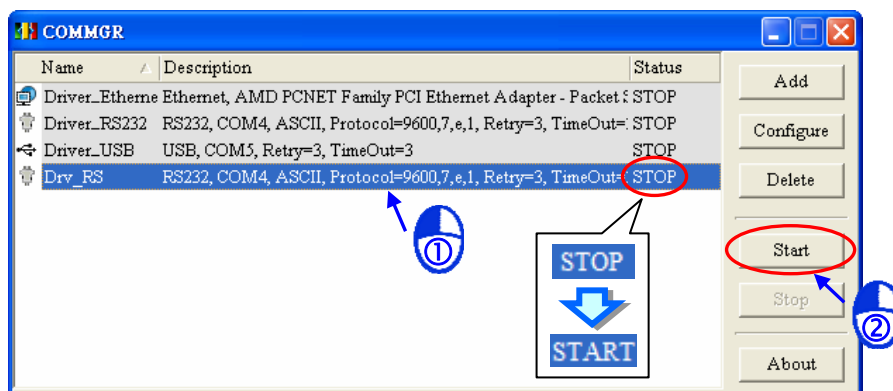 COMMGR
Name Description Status
Driver_Etherne Ethernet, AMD PCNET Family PCI Ethernet Adapter - Packet STOP
Driver_RS232 RS232, COM4, ASCII, Protocol=9600,7,e,1, Retry=3, TimeOut= STOP
Driver_USB USB, COM5, Retry=3, TimeOut=3 STOP
Drv_RS RS232, COM4, ASCII, Protocol=9600,7,e,1, Retry=3, TimeOut= STOP
Add
Configure
Delete
Start
Stop
About
①
STOP
START
②